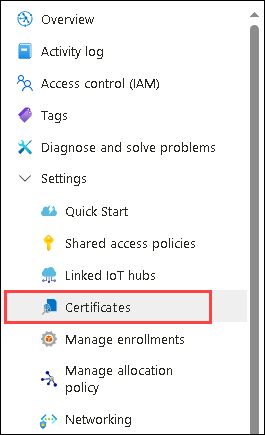 Overview
Activity log
Access control (IAM)
Tags
Diagnose and solve problems
Settings
Quick Start
Shared access policies
Linked IoT hubs
Certificates
Manage enrollments
Manage allocation
policy
Networking